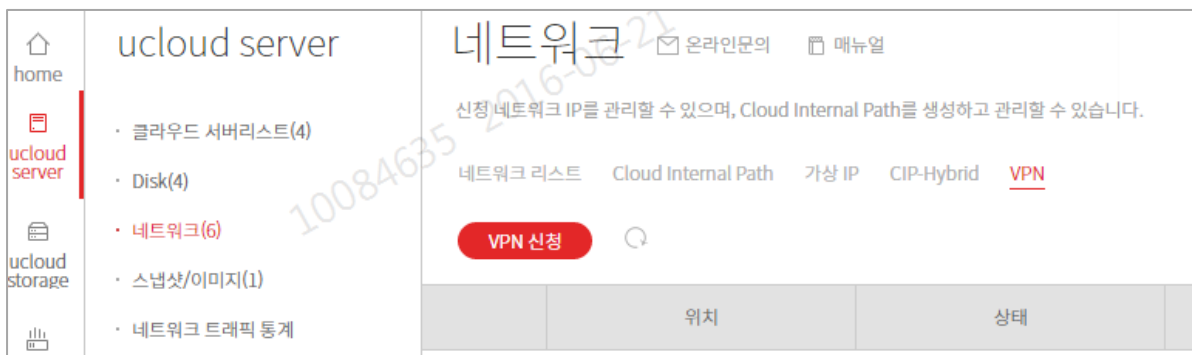 home
ucloud
server
ucloud
storage
ucloud server
· 클라우드 서버리스트(4)
· Disk(4)
· 네트워크(6)
· 스냅샷/이미지(1)
· 네트워크 트래픽 통계
네트워크 온라인문의 매뉴얼
신청 네트워크 IP를 관리할 수 있으며, Cloud Internal Path를 생성하고 관리할 수 있습니다.
네트워크 리스트 Cloud Internal Path 가상 IP CIP-Hybrid VPN
VPN 신청
위치 상태
10084635 2016-06-21